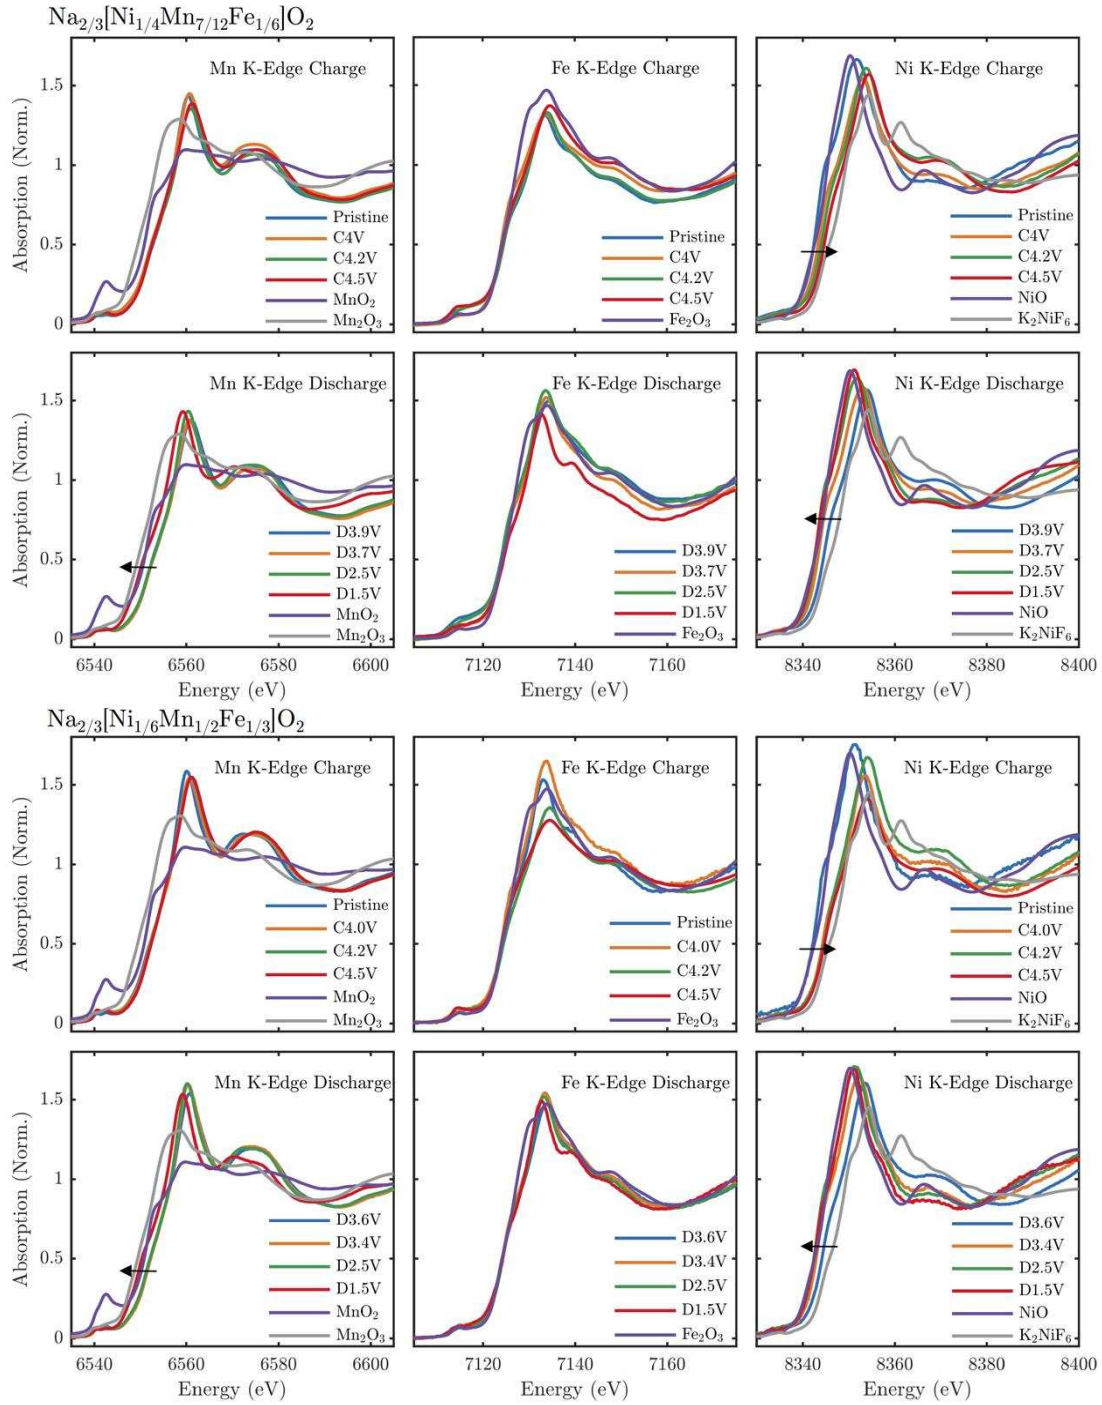 Na2/3[Ni1/4Mn7/12Fe1/6]O2
Mn K-Edge Charge
Absorption (Norm.)
1.5
1
0.5
0
Pristine
C4V
C4.2V
C4.5V
MnO2
Mn2O3
Fe K-Edge Charge
Pristine
C4V
C4.2V
C4.5V
Fe2O3
Ni K-Edge Charge
Pristine
C4V
C4.2V
C4.5V
NiO
K2NiF6
Mn K-Edge Discharge
Absorption (Norm.)
1.5
1
0.5
0
D3.9V
D3.7V
D2.5V
D1.5V
MnO2
Mn2O3
6540 6560 6580 6600
Energy (eV)
Fe K-Edge Discharge
D3.9V
D3.7V
D2.5V
D1.5V
Fe2O3
7120 7140 7160
Energy (eV)
Ni K-Edge Discharge
D3.9V
D3.7V
D2.5V
D1.5V
NiO
K2NiF6
8340 8360 8380 8400
Energy (eV)
Na2/3[Ni1/6Mn1/2Fe1/3]O2
Mn K-Edge Charge
Absorption (Norm.)
1.5
1
0.5
0
Pristine
C4.0V
C4.2V
C4.5V
MnO2
Mn2O3
Fe K-Edge Charge
Pristine
C4.0V
C4.2V
C4.5V
Fe2O3
Ni K-Edge Charge
Pristine
C4.0V
C4.2V
C4.5V
NiO
K2NiF6
Mn K-Edge Discharge
Absorption (Norm.)
1.5
1
0.5
0
D3.6V
D3.4V
D2.5V
D1.5V
MnO2
Mn2O3
6540 6560 6580 6600
Energy (eV)
Fe K-Edge Discharge
D3.6V
D3.4V
D2.5V
D1.5V
Fe2O3
7120 7140 7160
Energy (eV)
Ni K-Edge Discharge
D3.6V
D3.4V
D2.5V
D1.5V
NiO
K2NiF6
8340 8360 8380 8400
Energy (eV)